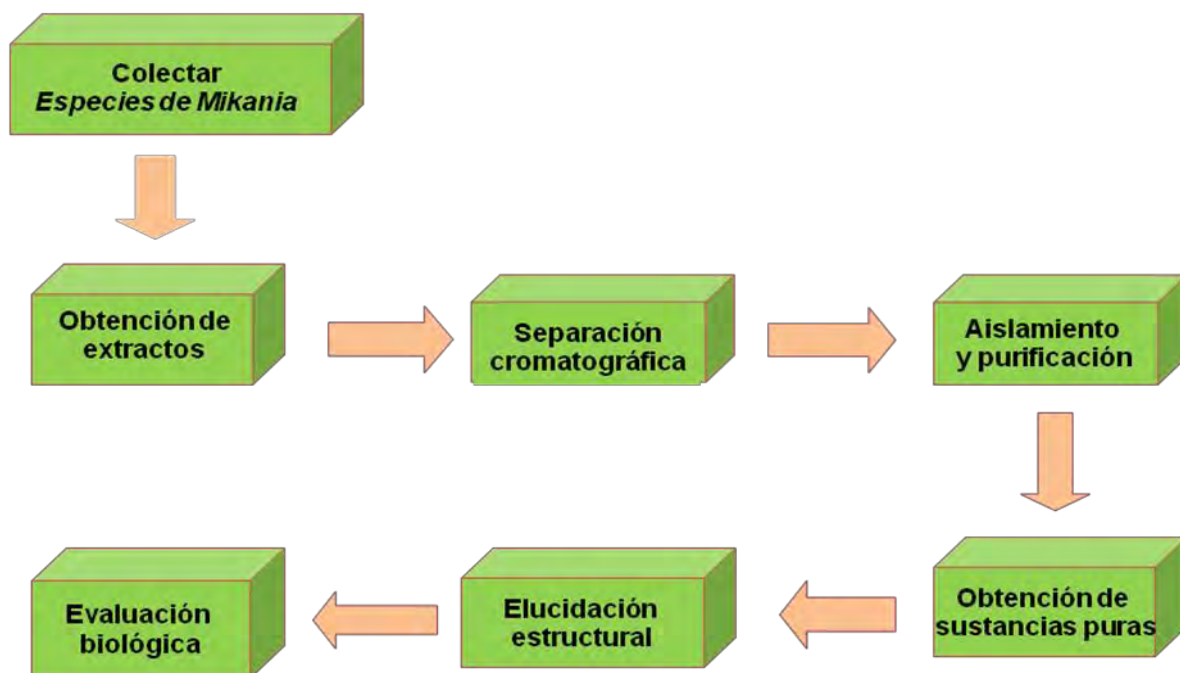 Colectar
Especies de Mikania
Obtención de
extractos
Separación
cromatográfica
Aislamiento
y purificación
Obtención de
sustancias puras
Elucidación
estructural
Evaluación
biológica